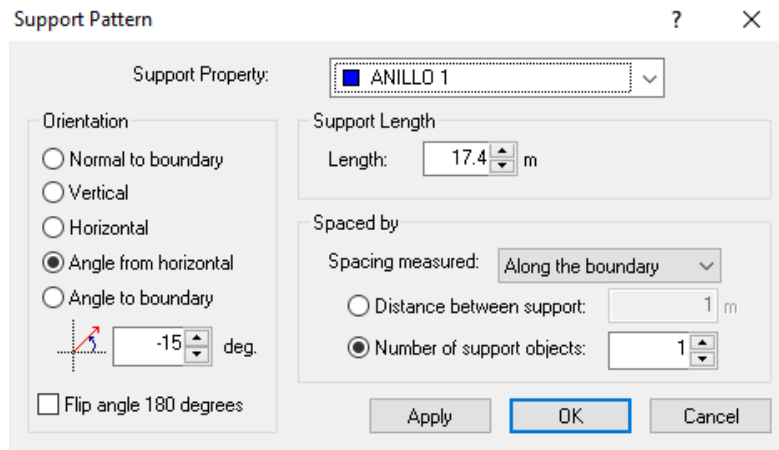 Support Pattern ? ×
Support Property: ANILLO 1
Orientation
Normal to boundary
Vertical
Horizontal
Angle from horizontal
Angle to boundary
-15 deg.
Flip angle 180 degrees
Support Length
Length: 17.4 m
Spaced by
Spacing measured: Along the boundary
Distance between support: 1 m
Number of support objects: 1
Apply OK Cancel